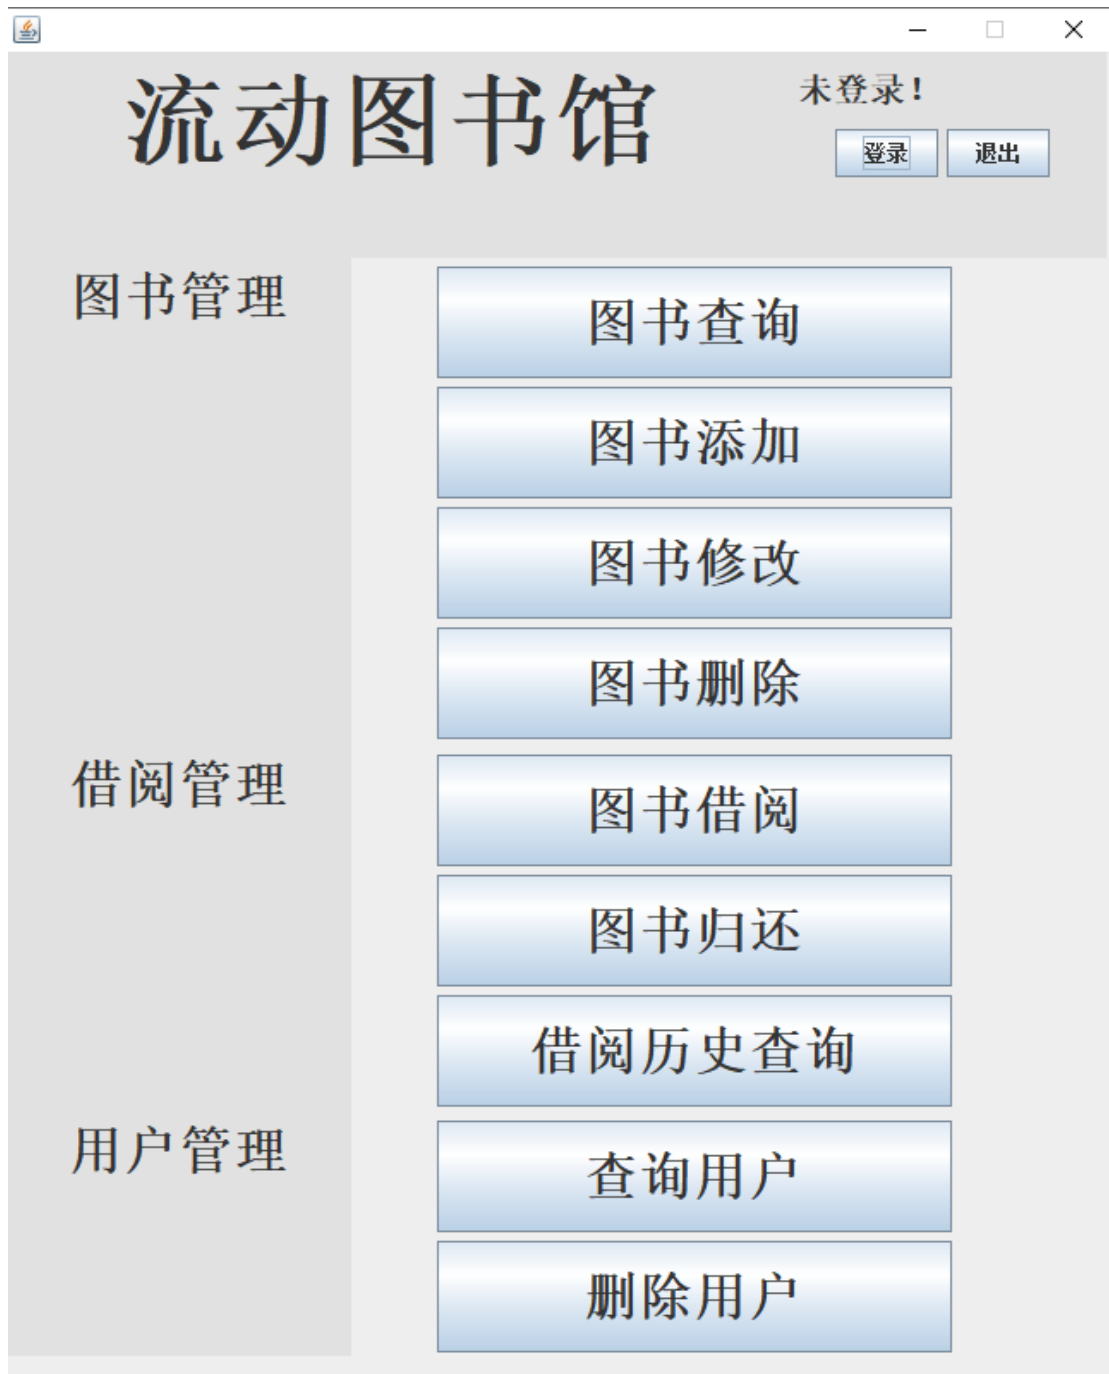 流动图书馆
未登录!
登录 退出
图书管理
图书查询
图书添加
图书修改
图书删除
借阅管理
图书借阅
图书归还
借阅历史查询
用户管理
查询用户
删除用户